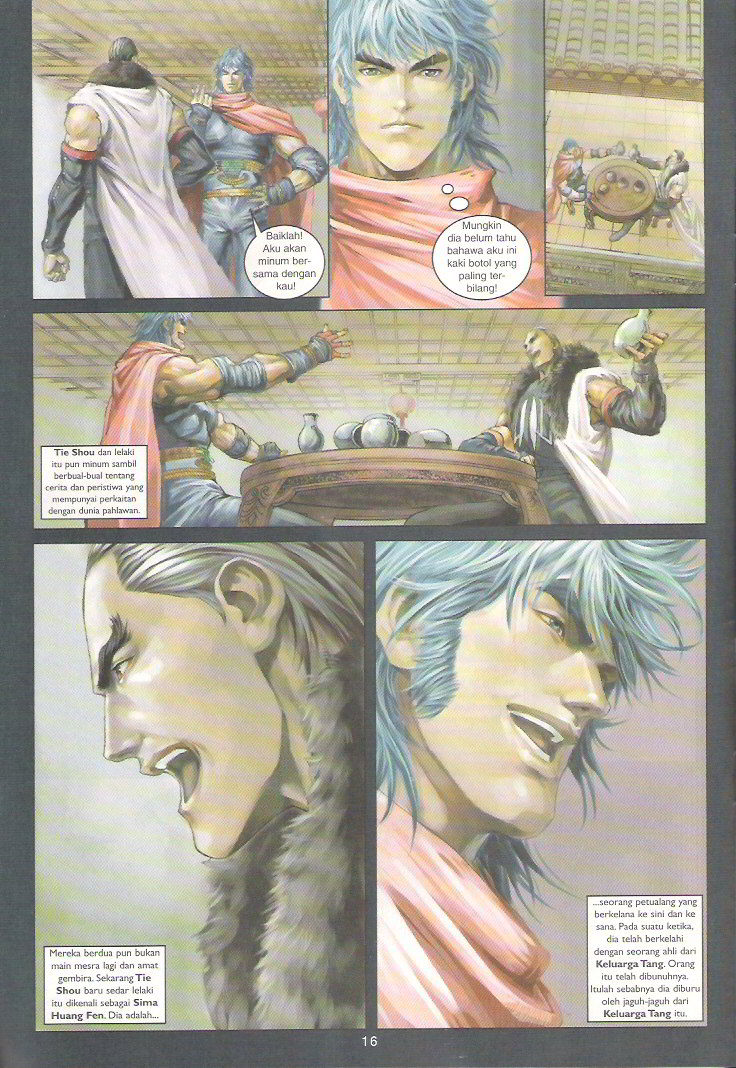 Baiklah!
Aku akan
minum ber-
sama dengan
kau!
Mungkin
dia belum tahu
bahawa aku ini
kaki botol yang
paling ter-
bilang!
Tie Shou dan lelaki
itu pun minum sambil
berbual-bual tentang
cerita dan peristiwa yang
mempunyai perkaitan
dengan dunia pahlawan.
Mereka berdua pun bukan
main mesra lagi dan amat
gembira. Sekarang Tie
Shou baru sedar lelaki
itu dikenali sebagai Sima
Huang Fen. Dia adalah...
...seorang petualang yang
berkelana ke sini dan ke
sana. Pada suatu ketika,
dia telah berkelahi
dengan seorang ahli dari
Keluarga Tang. Orang
itu telah dibunuhnya.
Itulah sebabnya dia diburu
oleh jaguh-jaguh dari
Keluarga Tang itu.
16